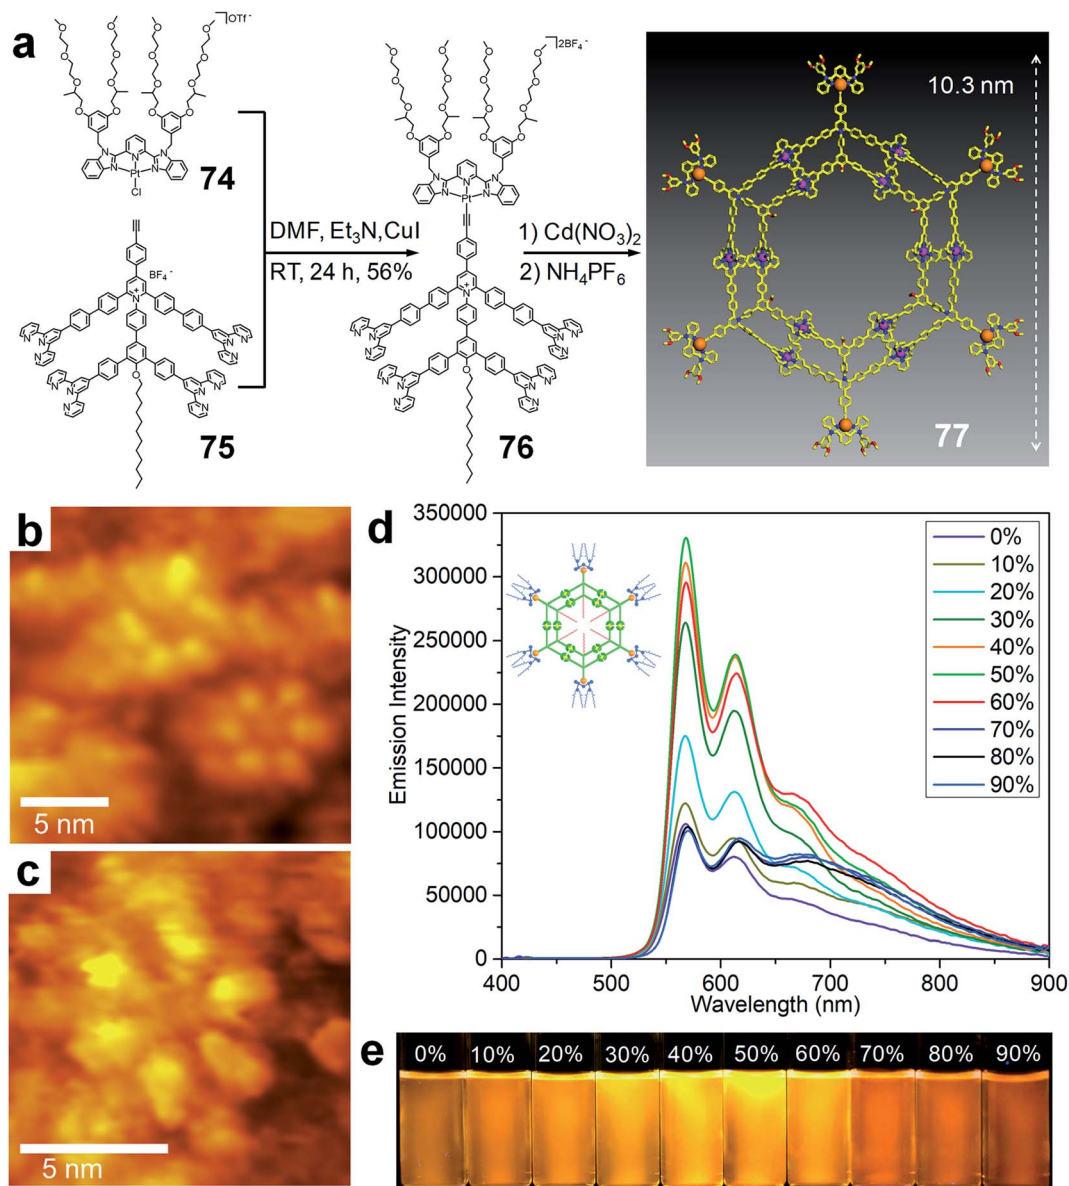 a
OTf⁻
74
N
N
N
N
N
Pt
Cl
O
BF₄⁻
75
DMF, Et₃N, CuI
RT, 24 h, 56%
2BF₄⁻
Pt
76
1) Cd(NO₃)₂
2) NH₄PF₆
10.3 nm
77
b
5 nm
c
5 nm
d
Emission Intensity
350000
300000
250000
200000
150000
100000
50000
0
400
500
600
700
800
900
Wavelength (nm)
0%
10%
20%
30%
40%
50%
60%
70%
80%
90%
e
0%
10%
20%
30%
40%
50%
60%
70%
80%
90%